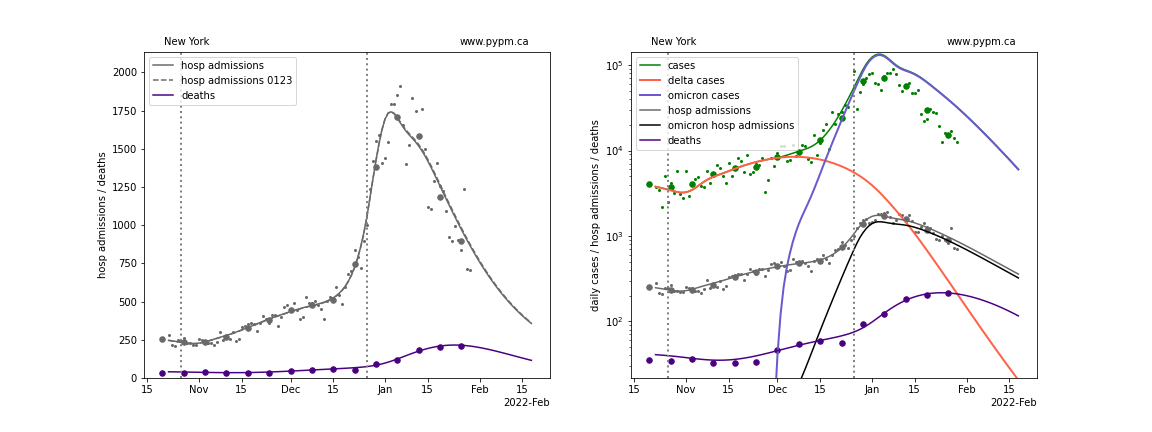 New York
www.pypm.ca
hosp admissions
hosp admissions 0123
deaths
hosp admissions / deaths
2000
1750
1500
1250
1000
750
500
250
0
15
Nov
15
Dec
15
Jan
15
Feb
15
2022-Feb
New York
www.pypm.ca
cases
delta cases
omicron cases
hosp admissions
omicron hosp admissions
deaths
daily cases / hosp admissions / deaths
10⁵
10⁴
10³
10²
15
Nov
15
Dec
15
Jan
15
Feb
15
2022-Feb